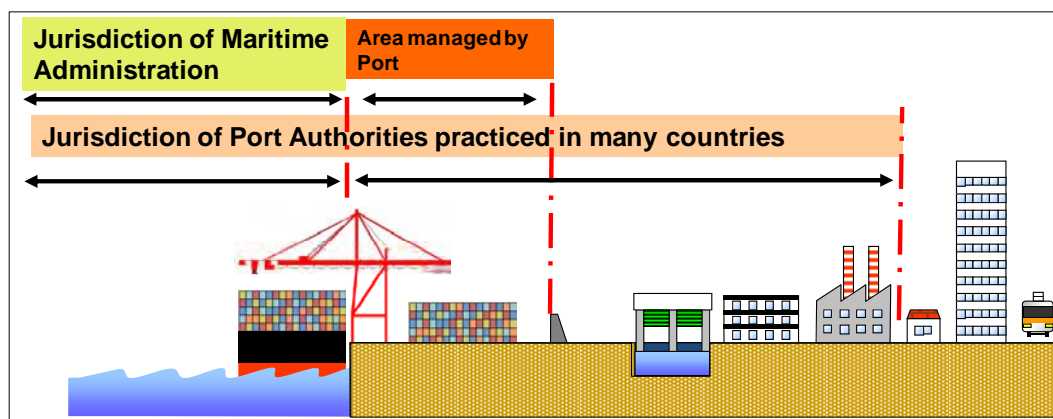 Jurisdiction of Maritime
Administration
Area managed by
Port
Jurisdiction of Port Authorities practiced in many countries